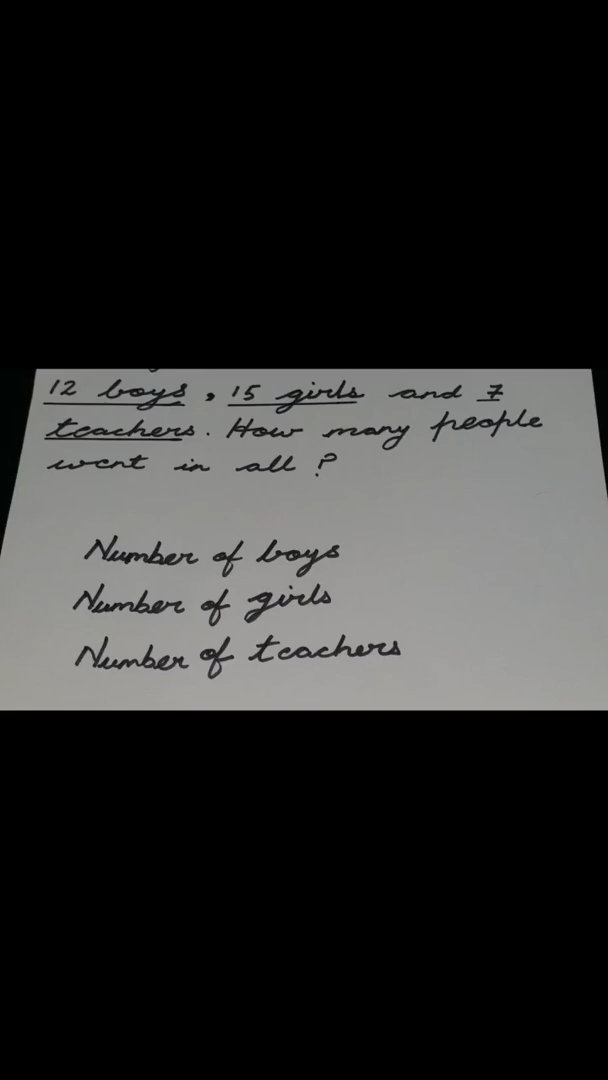 12 boys, 15 girls and 7
teachers. How many people
went in all ?
Number of boys
Number of girls
Number of teachers